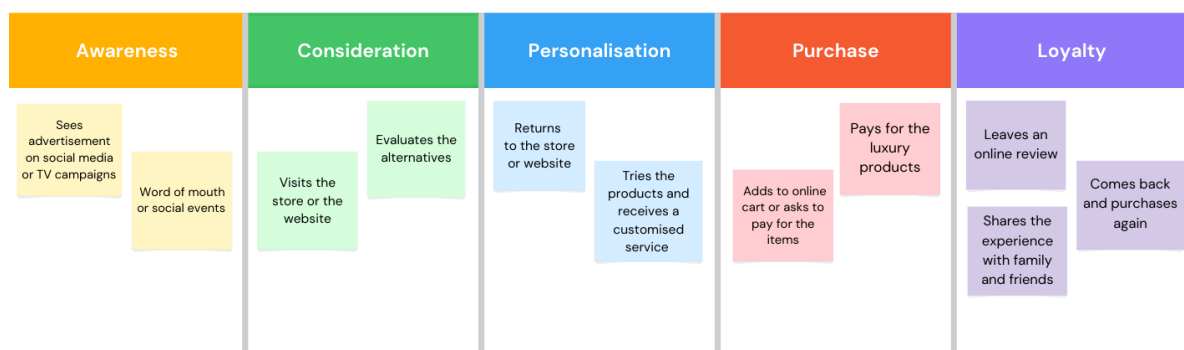 Awareness
Consideration
Personalisation
Purchase
Loyalty
Sees
advertisement
on social media
or TV campaigns
Word of mouth
or social events
Visits the
store or the
website
Evaluates the
alternatives
Returns
to the store
or website
Tries the
products and
receives a
customised
service
Adds to online
cart or asks to
pay for the
items
Pays for the
luxury
products
Leaves an
online review
Shares the
experience
with family
and friends
Comes back
and purchases
again